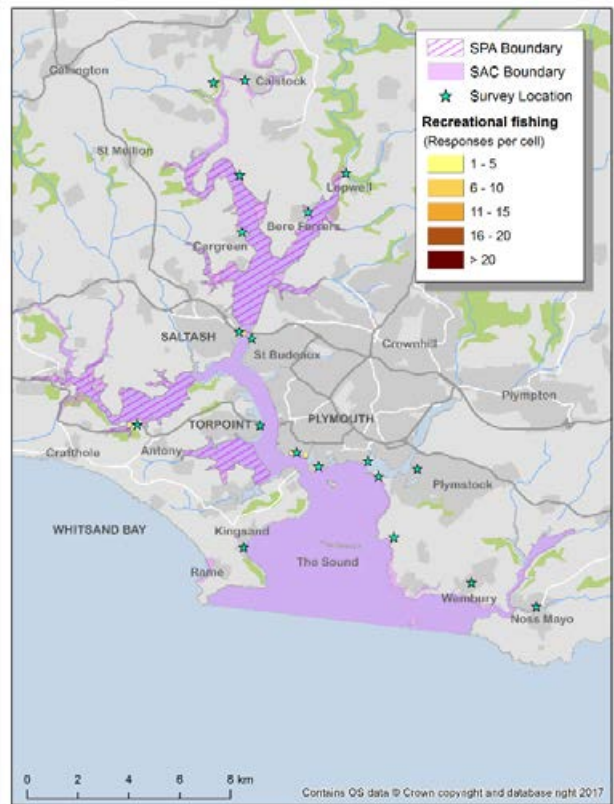 SPA Boundary
SAC Boundary
Survey Location
Recreational fishing
(Responses per cell)
1 - 5
6 - 10
11 - 15
16 - 20
> 20
Callington
Calstock
St Mellion
Lopwell
Bere Ferrers
Cargreen
SALTASH
St Budeaux
Crownhill
Plympton
TORPOINT
PLYMOUTH
Crafthole
Antony
Plymstock
WHITSAND BAY
Kingsand
The Sound
Rame
Wembury
Noss Mayo
0 2 4 6 8 km
Contains OS data © Crown copyright and database right 2017